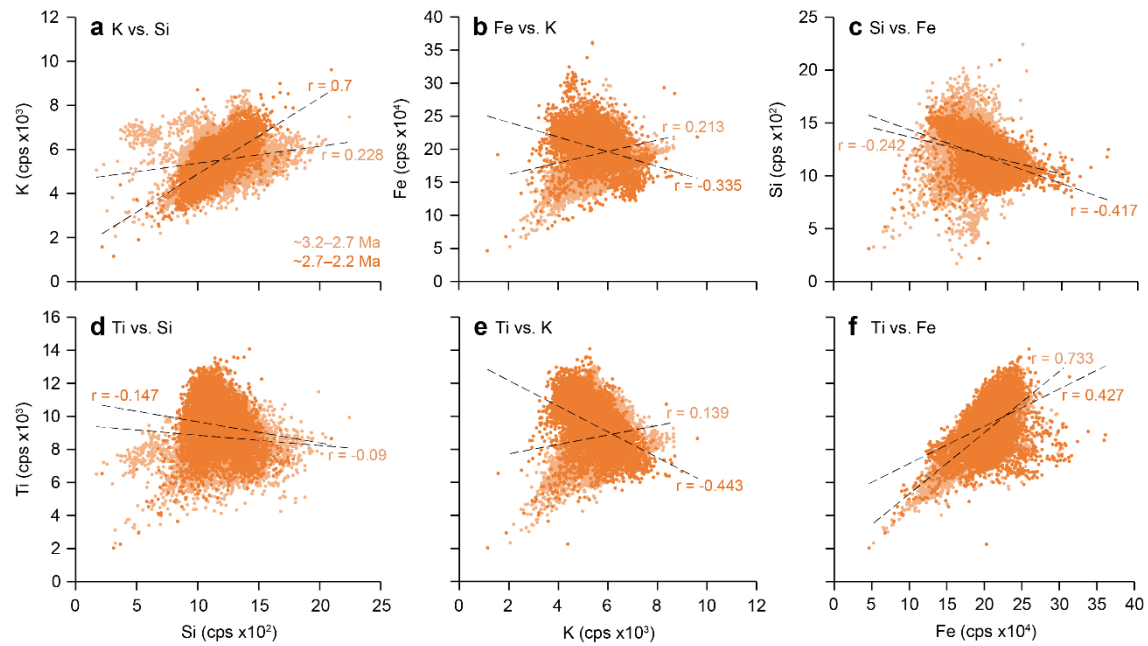 a K vs. Si
K (cps x10³)
12
10
8
6
4
2
0
r = 0.7
r = 0.228
~3.2–2.7 Ma
~2.7–2.2 Ma
b Fe vs. K
Fe (cps x10⁴)
40
35
30
25
20
15
10
5
0
r = 0.213
r = -0.335
c Si vs. Fe
Si (cps x10²)
25
20
15
10
5
0
r = -0.242
r = -0.417
d Ti vs. Si
Ti (cps x10³)
16
14
12
10
8
6
4
2
0
r = -0.147
r = -0.09
0 5 10 15 20 25
Si (cps x10²)
e Ti vs. K
r = 0.139
r = -0.443
0 2 4 6 8 10 12
K (cps x10³)
f Ti vs. Fe
r = 0.733
r = 0.427
0 5 10 15 20 25 30 35 40
Fe (cps x10⁴)